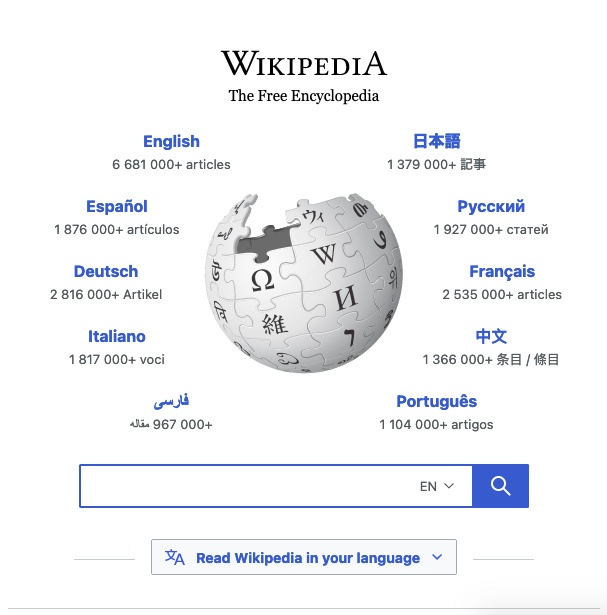 WIKIPEDIA
The Free Encyclopedia
English
6 681 000+ articles
日本語
1 379 000+ 記事
Español
1 876 000+ artículos
Русский
1 927 000+ статей
Deutsch
2 816 000+ Artikel
Français
2 535 000+ articles
Italiano
1 817 000+ voci
中文
1 366 000+ 条目 / 條目
فارسی
967 000+ مقاله
Português
1 104 000+ artigos
ウィ
W
Ω
И
維
EN
Read Wikipedia in your language